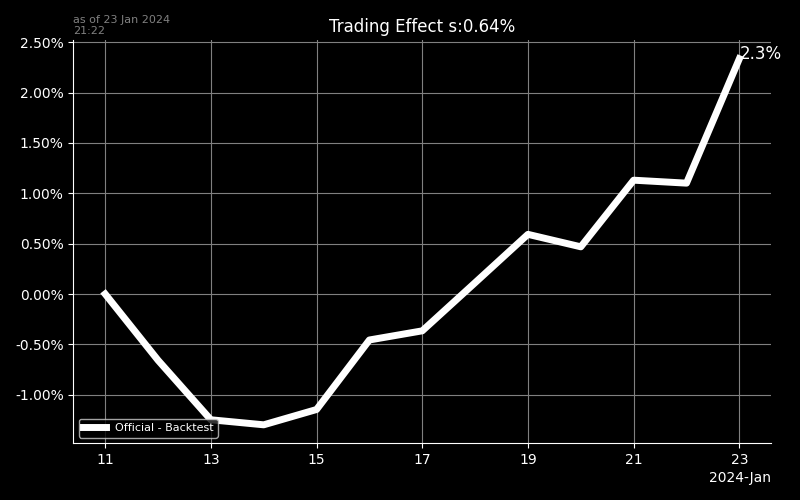 as of 23 Jan 2024
21:22
Trading Effect s:0.64%
2.50%
2.3%
2.00%
1.50%
1.00%
0.50%
0.00%
-0.50%
-1.00%
Official - Backtest
11 13 15 17 19 21 23
2024-Jan